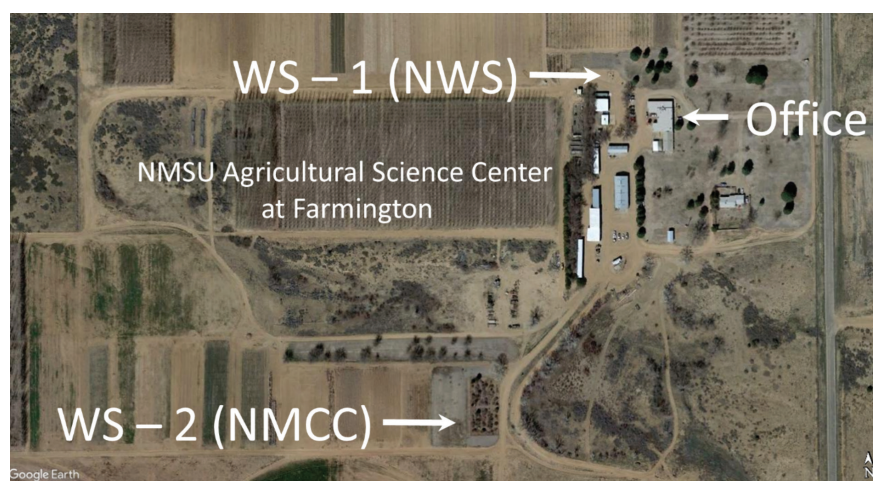 WS – 1 (NWS)
Office
NMSU Agricultural Science Center
at Farmington
WS – 2 (NMCC)
Google Earth
N